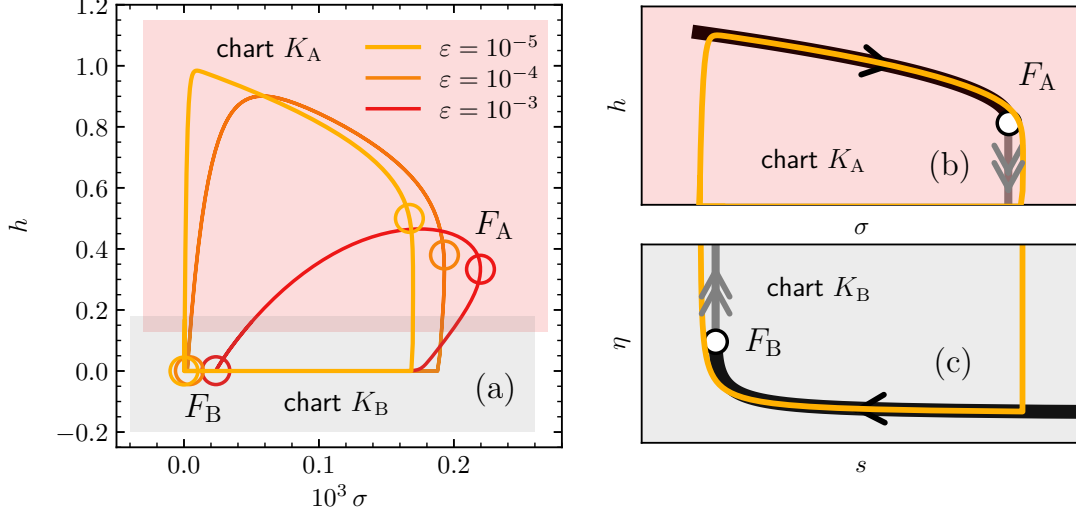 1.2
1.0
0.8
0.6
0.4
0.2
0.0
−0.2
h
0.0
0.1
0.2
10³ σ
chart K_A
ε = 10⁻⁵
ε = 10⁻⁴
ε = 10⁻³
F_A
F_B
chart K_B
(a)
h
F_A
chart K_A
(b)
σ
η
chart K_B
F_B
(c)
s